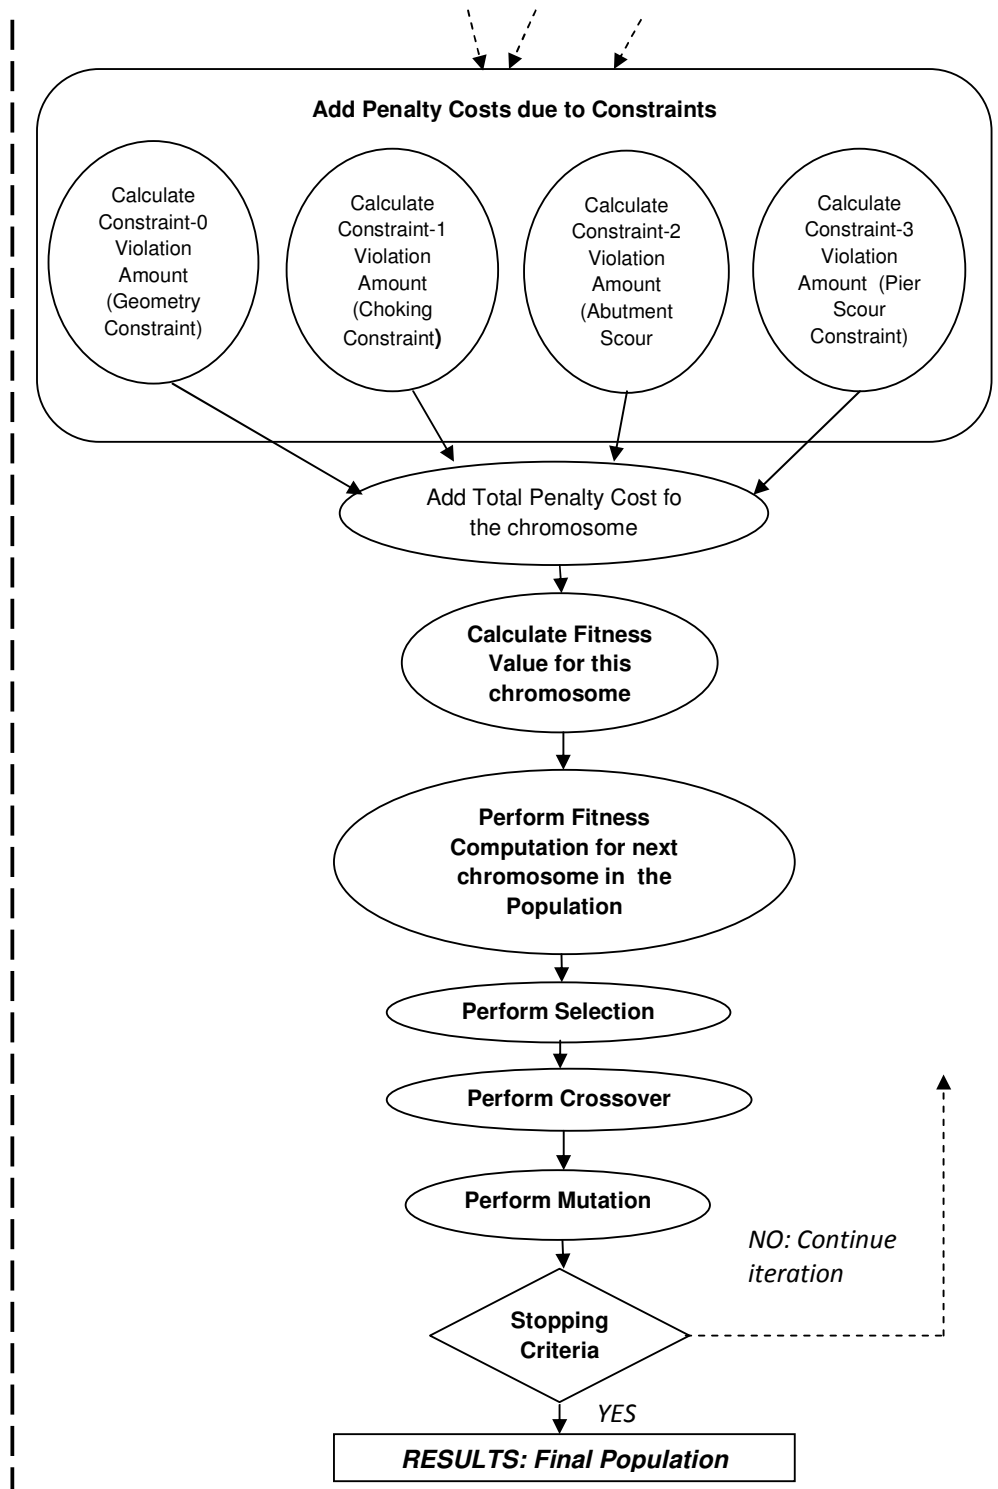 Add Penalty Costs due to Constraints
Calculate
Constraint-0
Violation
Amount
(Geometry
Constraint)
Calculate
Constraint-1
Violation
Amount
(Choking
Constraint)
Calculate
Constraint-2
Violation
Amount
(Abutment
Scour
Calculate
Constraint-3
Violation
Amount (Pier
Scour
Constraint)
Add Total Penalty Cost fo
the chromosome
Calculate Fitness
Value for this
chromosome
Perform Fitness
Computation for next
chromosome in the
Population
Perform Selection
Perform Crossover
Perform Mutation
NO: Continue
iteration
Stopping
Criteria
YES
RESULTS: Final Population